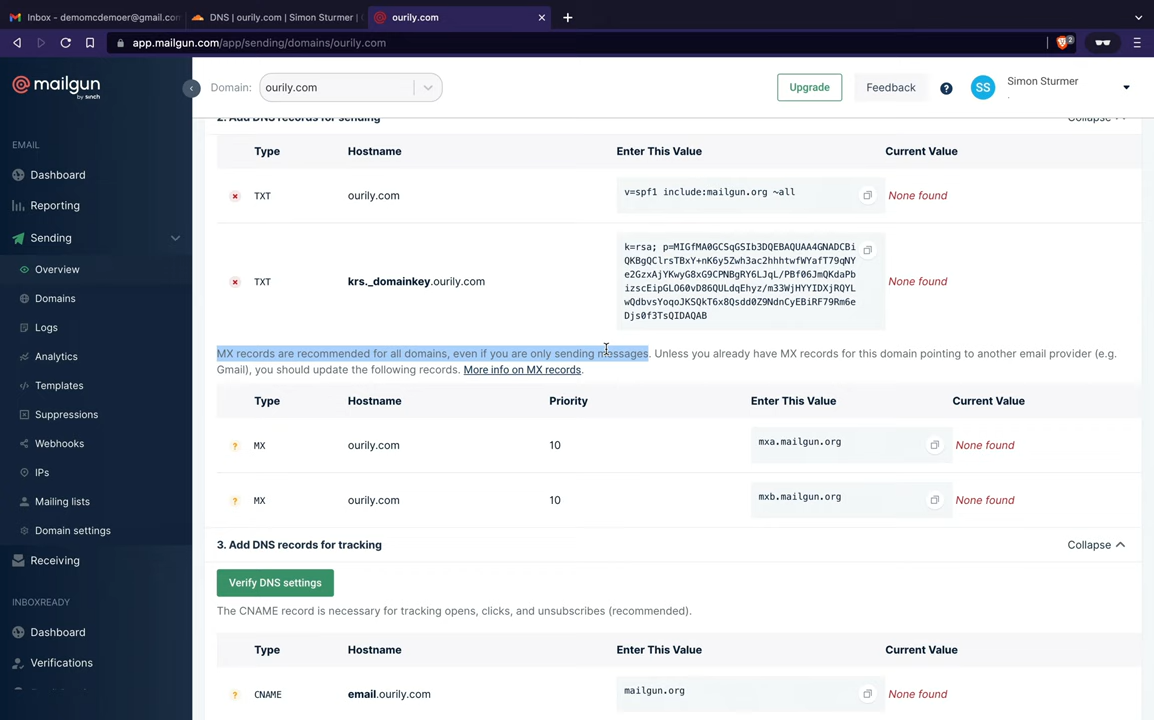 Inbox - demomcdemoer@gmail.con
DNS | ourily.com | Simon Sturmer |
ourily.com
app.mailgun.com/app/sending/domains/ourily.com
2
mailgun
by sinch
Domain:
ourily.com
Upgrade
Feedback
?
SS
Simon Sturmer
.
EMAIL
Dashboard
Reporting
Sending
Overview
Domains
Logs
Analytics
Templates
Suppressions
Webhooks
IPs
Mailing lists
Domain settings
Receiving
INBOXREADY
Dashboard
Verifications
2. Add DNS records for sending
Collapse
Type Hostname Enter This Value Current Value
TXT ourily.com v=spf1 include:mailgun.org ~all None found
k=rsa; p=MIGfMA0GCSqGSIb3DQEBAQUAA4GNADCBi
QKBgQClrsTBxY+nK6y5Zwh3ac2hhhtwfWYafT79qNY
e2GzxAjYKwyG8xG9CPNBgRY6LJqL/PBf06JmQKdaPb
izscEipGLO60vD86QULdqEhyz/m33WjHYYIDXjRQYL
wQdbvsYoqoJKSQkT6x8Qsdd0Z9NdnCyEBiRF79Rm6e
Djs0f3TsQIDAQAB
TXT krs._domainkey.ourily.com None found
MX records are recommended for all domains, even if you are only sending messages. Unless you already have MX records for this domain pointing to another email provider (e.g.
Gmail), you should update the following records. More info on MX records.
Type Hostname Priority Enter This Value Current Value
? MX ourily.com 10 mxa.mailgun.org None found
? MX ourily.com 10 mxb.mailgun.org None found
3. Add DNS records for tracking
Collapse
Verify DNS settings
The CNAME record is necessary for tracking opens, clicks, and unsubscribes (recommended).
Type Hostname Enter This Value Current Value
? CNAME email.ourily.com mailgun.org None found